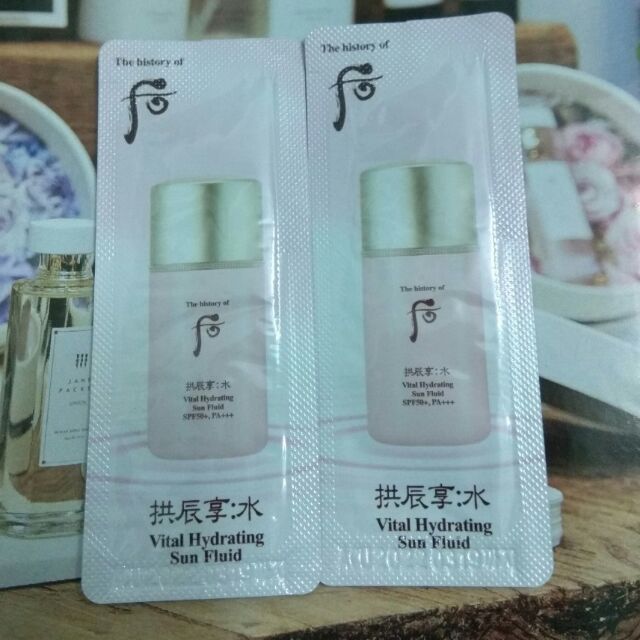 The history of
后
The history of
后
拱辰享:水
Vital Hydrating
Sun Fluid
SPF50+, PA+++
拱辰享:水
Vital Hydrating
Sun Fluid
The history of
后
The history of
后
拱辰享:水
Vital Hydrating
Sun Fluid
SPF50+, PA+++
拱辰享:水
Vital Hydrating
Sun Fluid